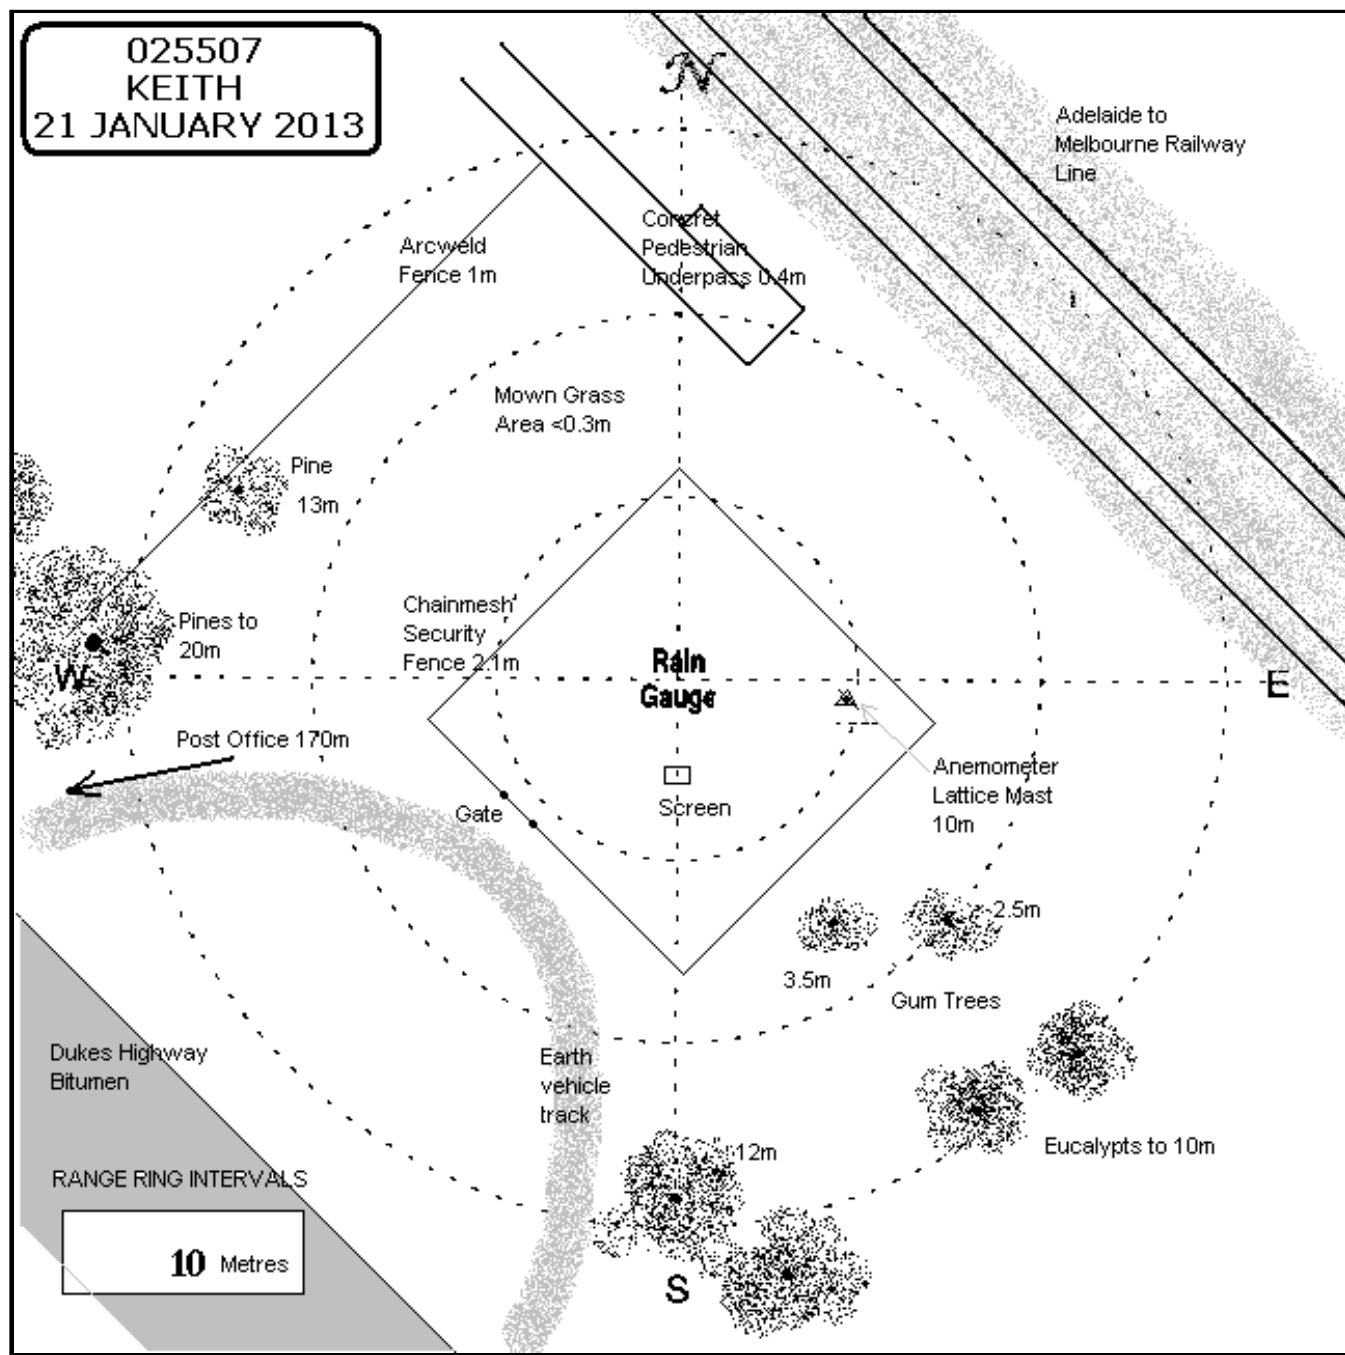 025507
KEITH
21 JANUARY 2013
N
Adelaide to
Melbourne Railway
Line
Concret
Pedestrian
Underpass 0.4m
Arcweld
Fence 1m
Mown Grass
Area <0.3m
Pine
13m
Chainmesh
Security
Fence 2.1m
Pines to
20m
W
Rain
Gauge
E
Post Office 170m
Anemometer
Lattice Mast
10m
Gate
Screen
2.5m
3.5m
Gum Trees
Dukes Highway
Bitumen
Earth
vehicle
track
12m
Eucalypts to 10m
RANGE RING INTERVALS
10 Metres
S